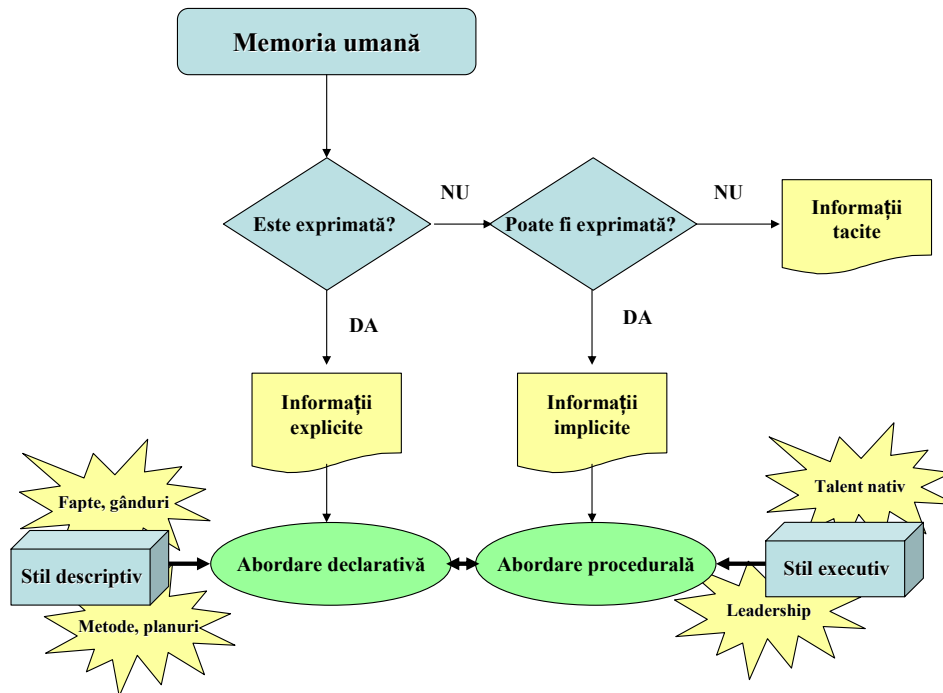 Memoria umană
NU
NU
Este exprimată?
Poate fi exprimată?
Informații
tacite
DA
DA
Informații
explicite
Informații
implicite
Fapte, gânduri
Talent nativ
Stil descriptiv
Abordare declarativă
Abordare procedurală
Stil executiv
Metode, planuri
Leadership